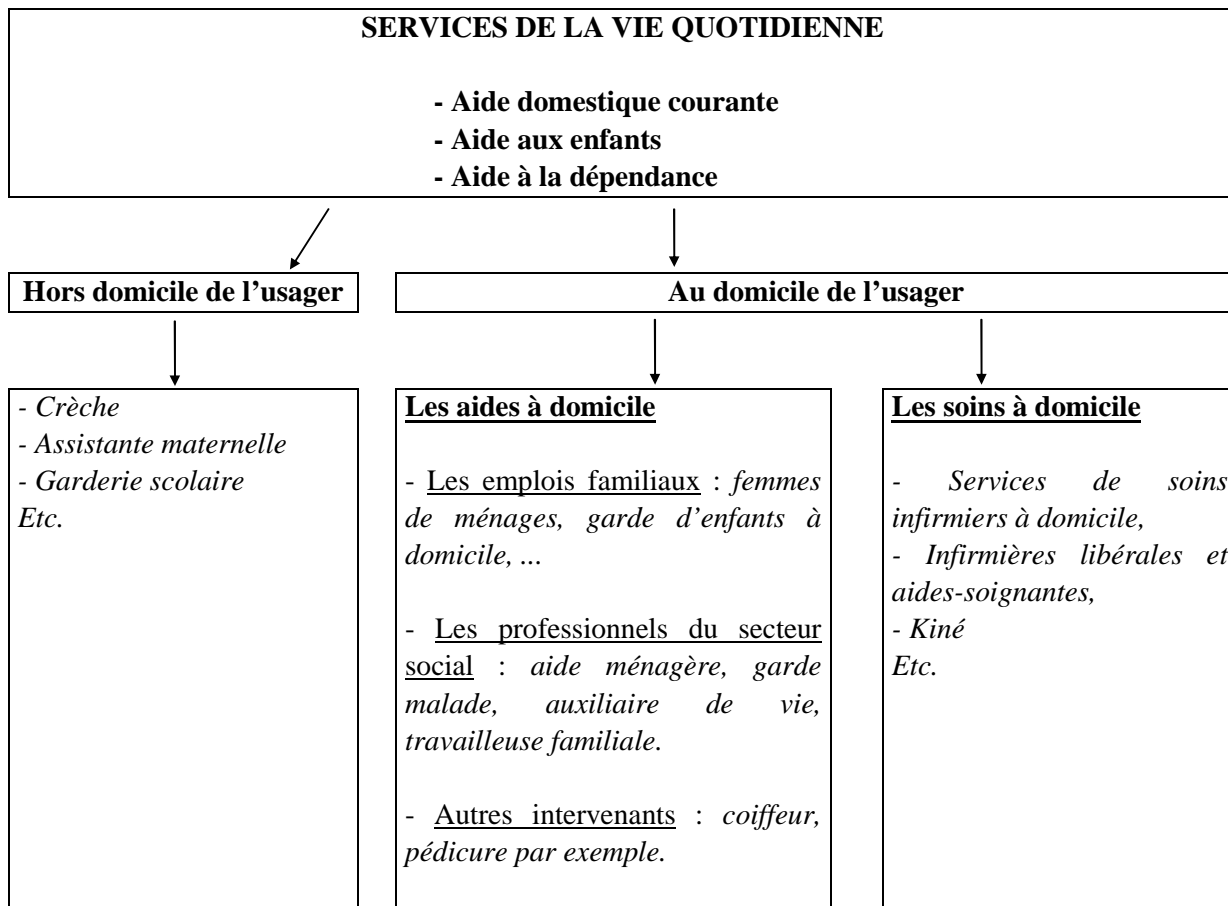 SERVICES DE LA VIE QUOTIDIENNE
- Aide domestique courante
- Aide aux enfants
- Aide à la dépendance
Hors domicile de l'usager
Au domicile de l'usager
- Crèche
- Assistante maternelle
- Garderie scolaire
Etc.
Les aides à domicile
- Les emplois familiaux : femmes
de ménages, garde d'enfants à
domicile, ...
- Les professionnels du secteur
social : aide ménagère, garde
malade, auxiliaire de vie,
travailleuse familiale.
- Autres intervenants : coiffeur,
pédicure par exemple.
Les soins à domicile
- Services de soins
infirmiers à domicile,
- Infirmières libérales et
aides-soignantes,
- Kiné
Etc.